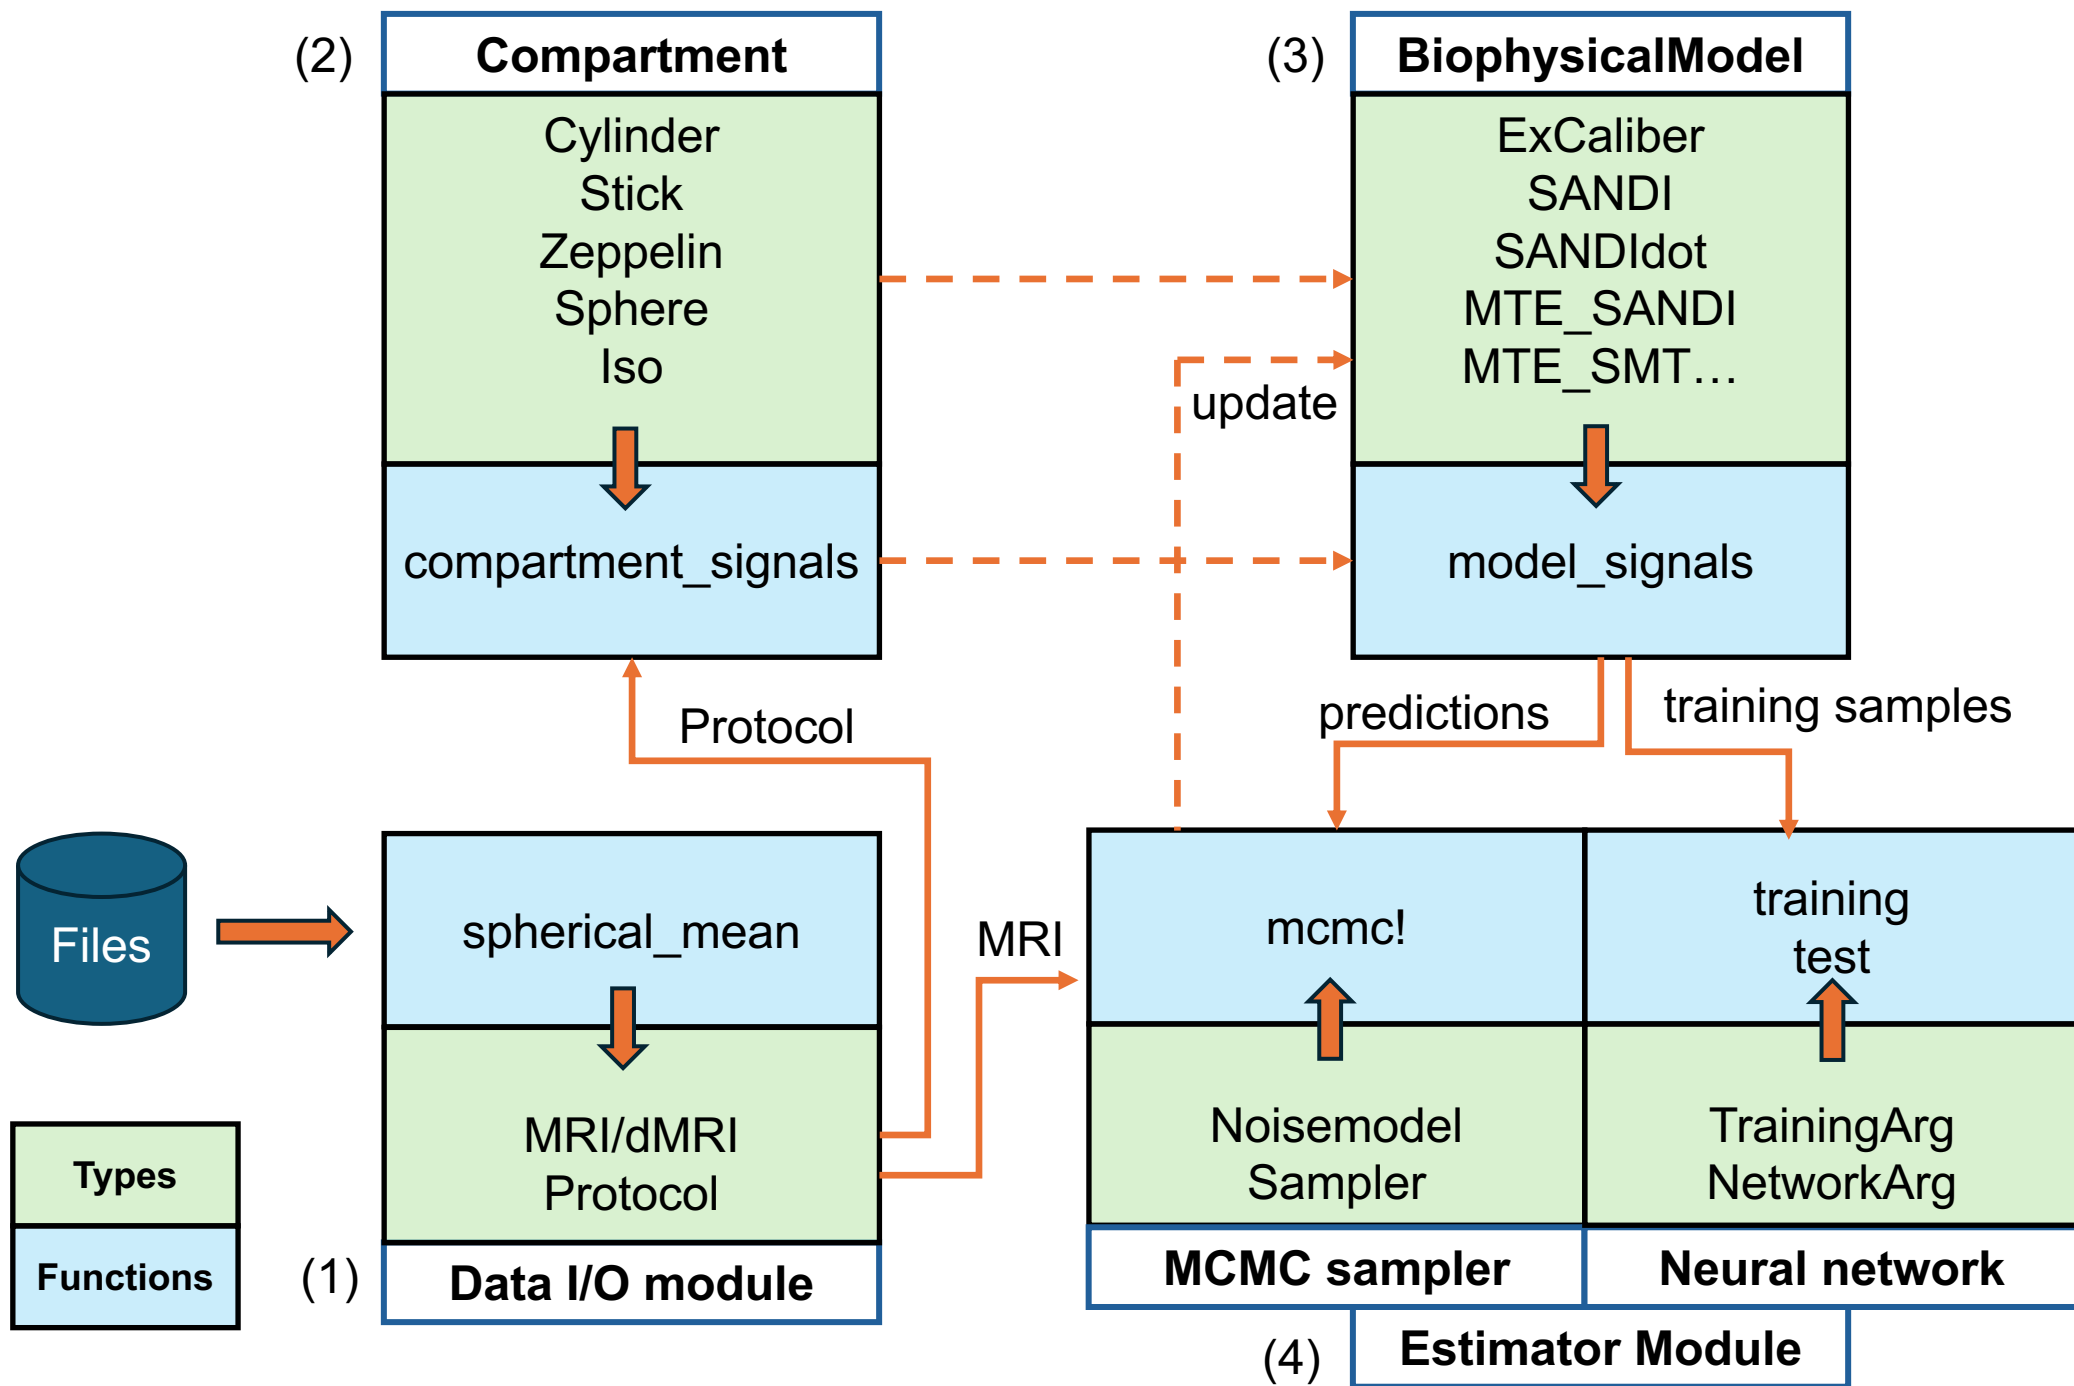 (2)
Compartment
Cylinder
Stick
Zeppelin
Sphere
Iso
compartment_signals
(3)
BiophysicalModel
ExCaliber
SANDI
SANDIdot
MTE_SANDI
MTE_SMT…
model_signals
update
predictions
training samples
Protocol
Files
spherical_mean
MRI/dMRI
Protocol
(1)
Data I/O module
MRI
mcmc!
Noisemodel
Sampler
MCMC sampler
training
test
TrainingArg
NetworkArg
Neural network
(4)
Estimator Module
Types
Functions